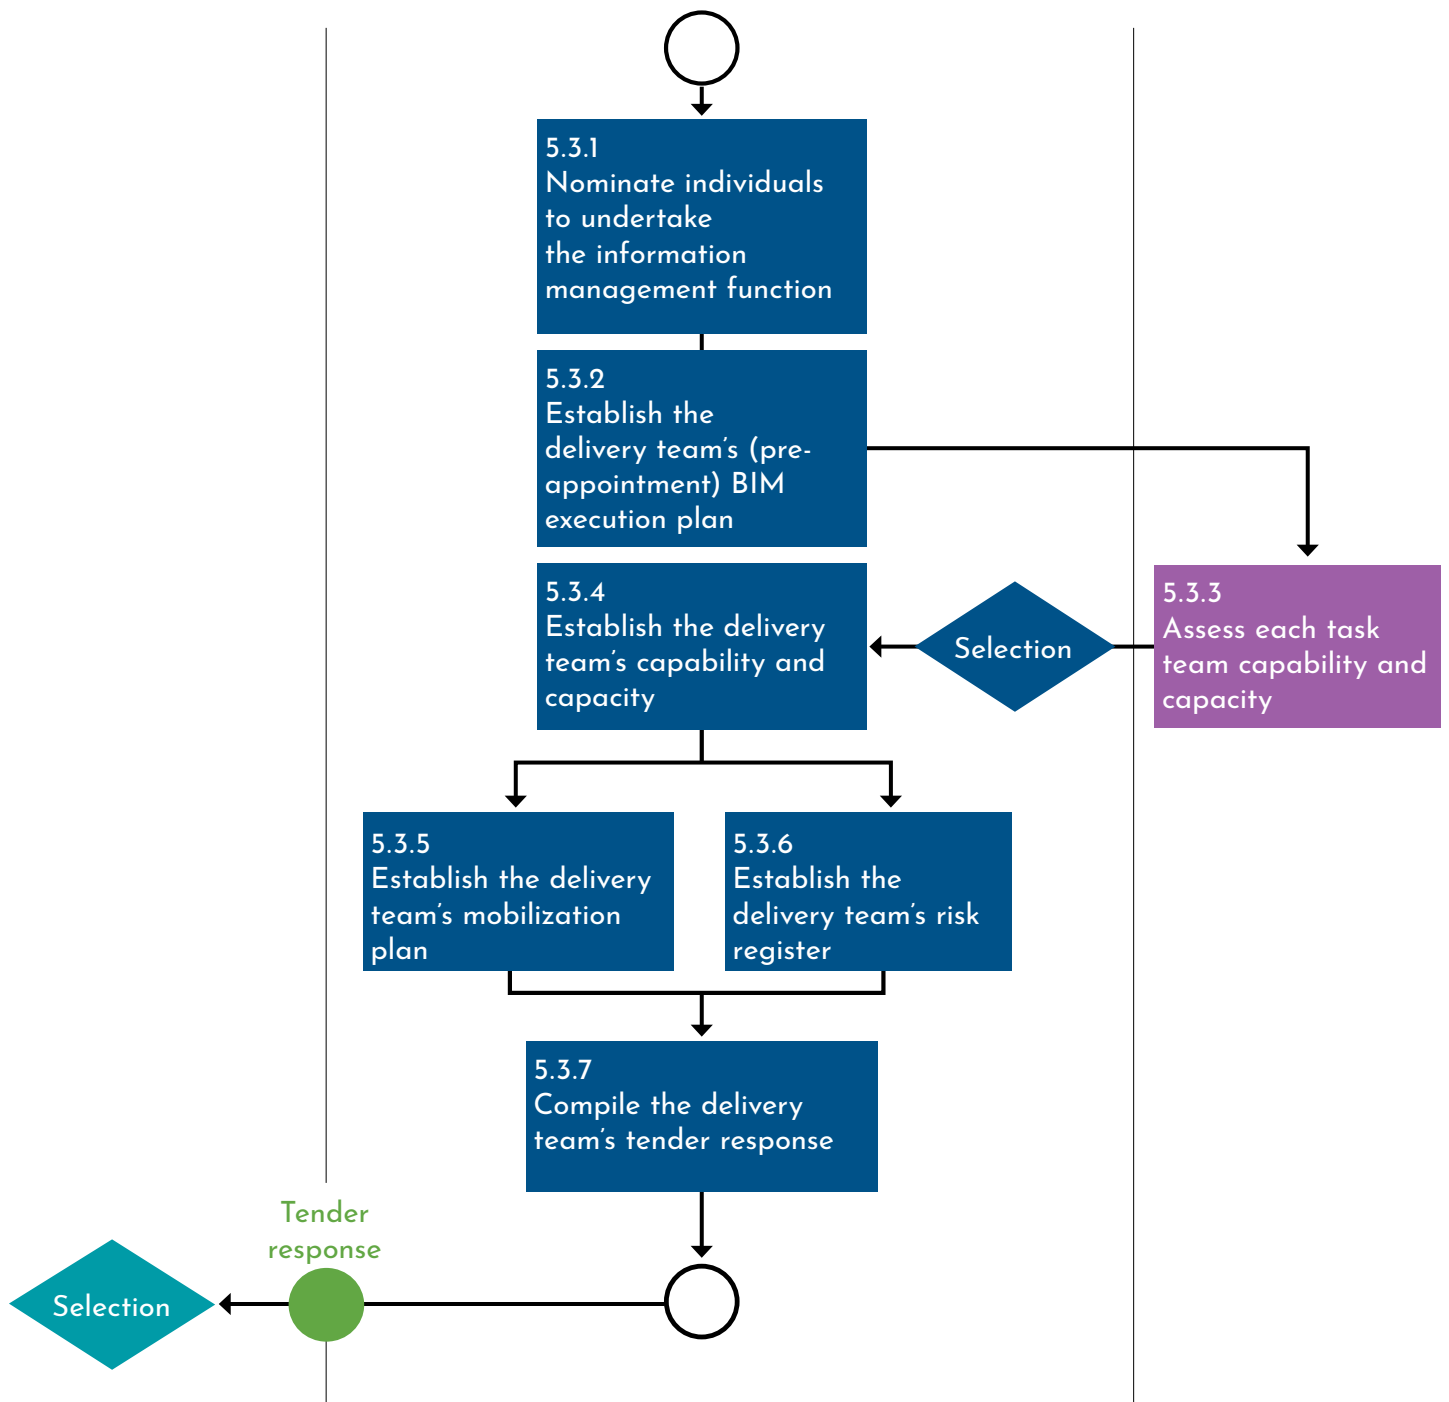 5.3.1
Nominate individuals
to undertake
the information
management function
5.3.2
Establish the
delivery team's (pre-
appointment) BIM
execution plan
5.3.4
Establish the delivery
team's capability and
capacity
Selection
5.3.3
Assess each task
team capability and
capacity
5.3.5
Establish the delivery
team's mobilization
plan
5.3.6
Establish the
delivery team's risk
register
5.3.7
Compile the delivery
team's tender response
Tender
response
Selection